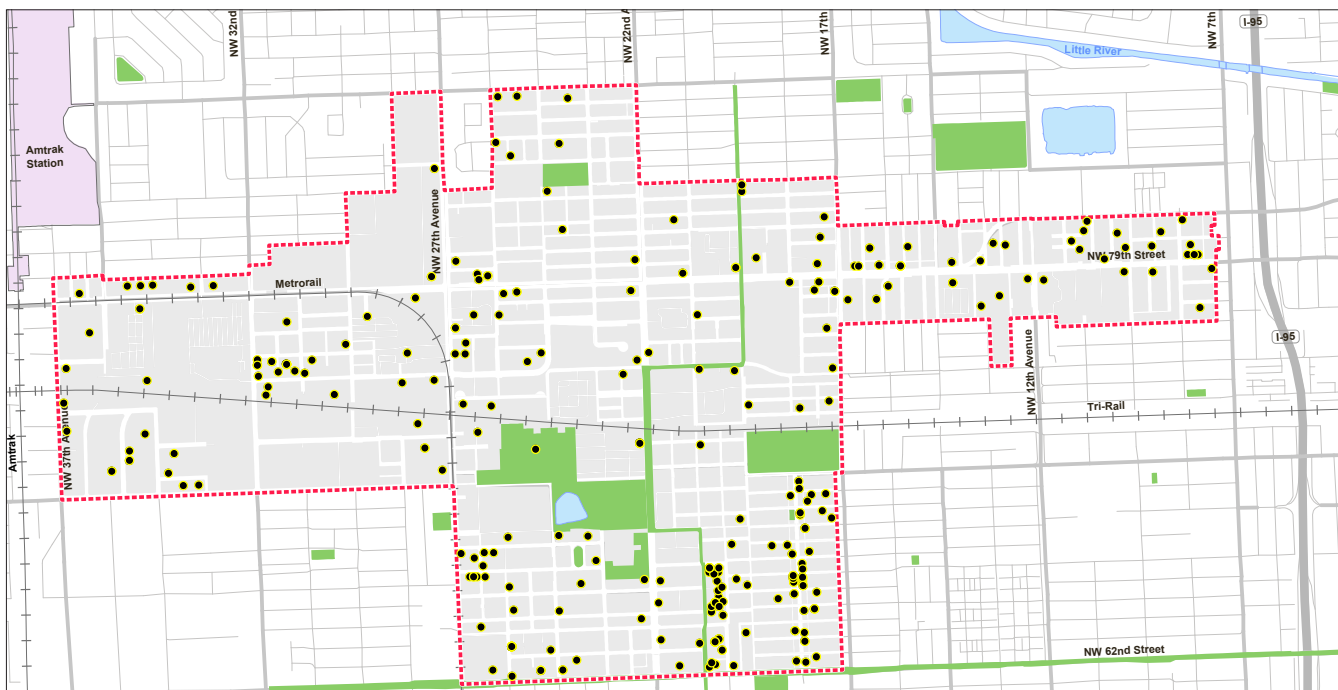 NW 32nd
NW 22nd A
NW 17th
NW 7th
I-95
Little River
Amtrak
Station
NW 27th Avenue
NW 79th Street
Metrorail
I-95
NW 12th Avenue
Tri-Rail
NW 37th Avenue
Amtrak
NW 62nd Street